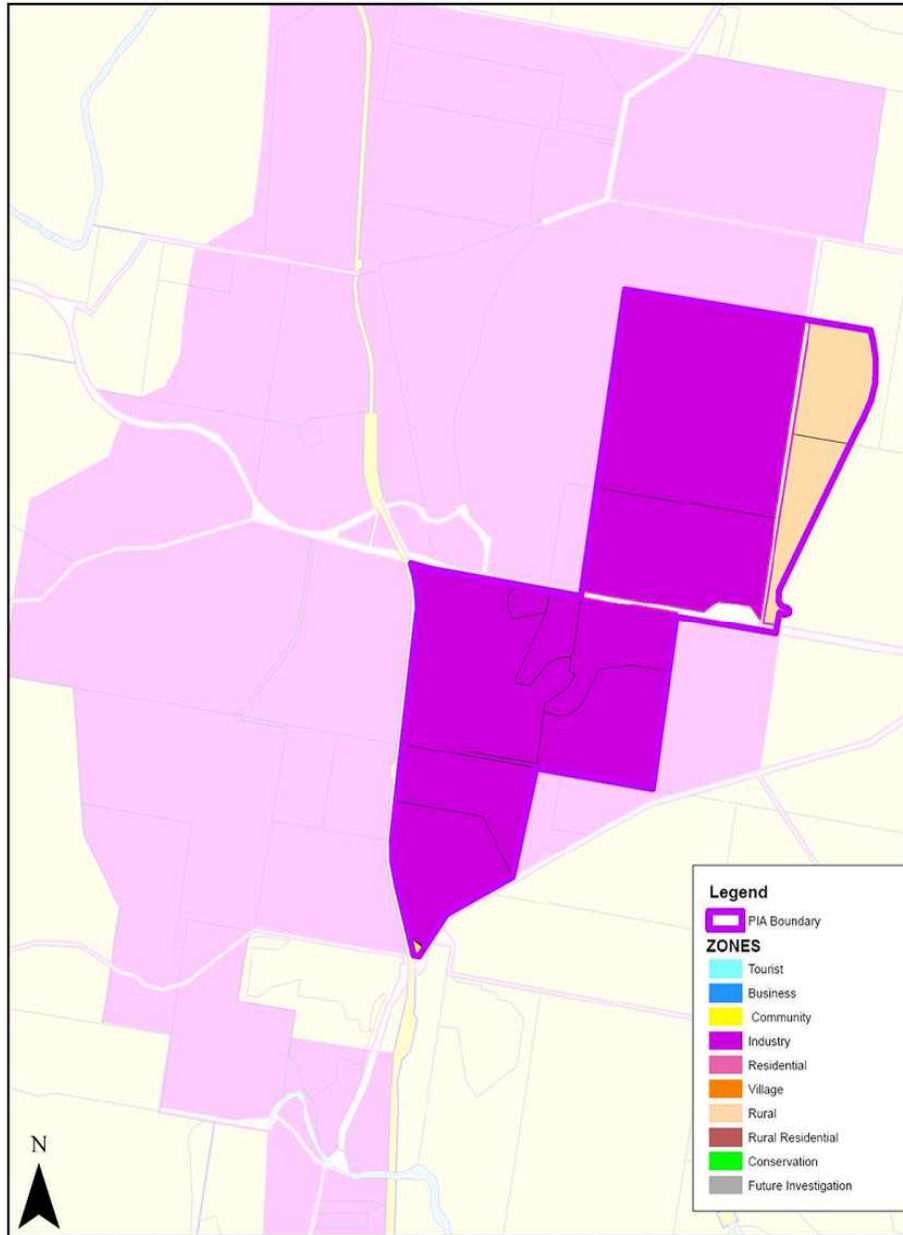 Legend
PIA Boundary
ZONES
Tourist
Business
Community
Industry
Residential
Village
Rural
Rural Residential
Conservation
Future Investigation
N